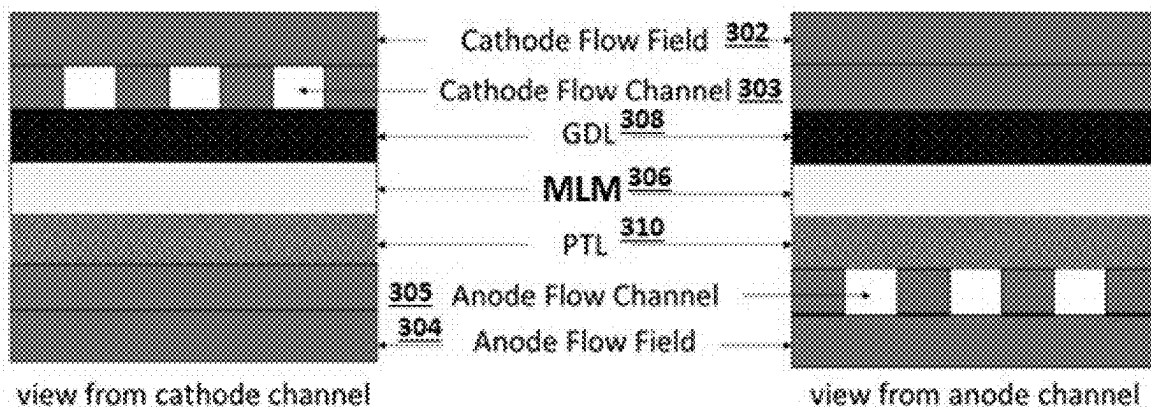 Cathode Flow Field 302
Cathode Flow Channel 303
GDL 308
MLM 306
PTL 310
305 Anode Flow Channel
304 Anode Flow Field
view from cathode channel
view from anode channel